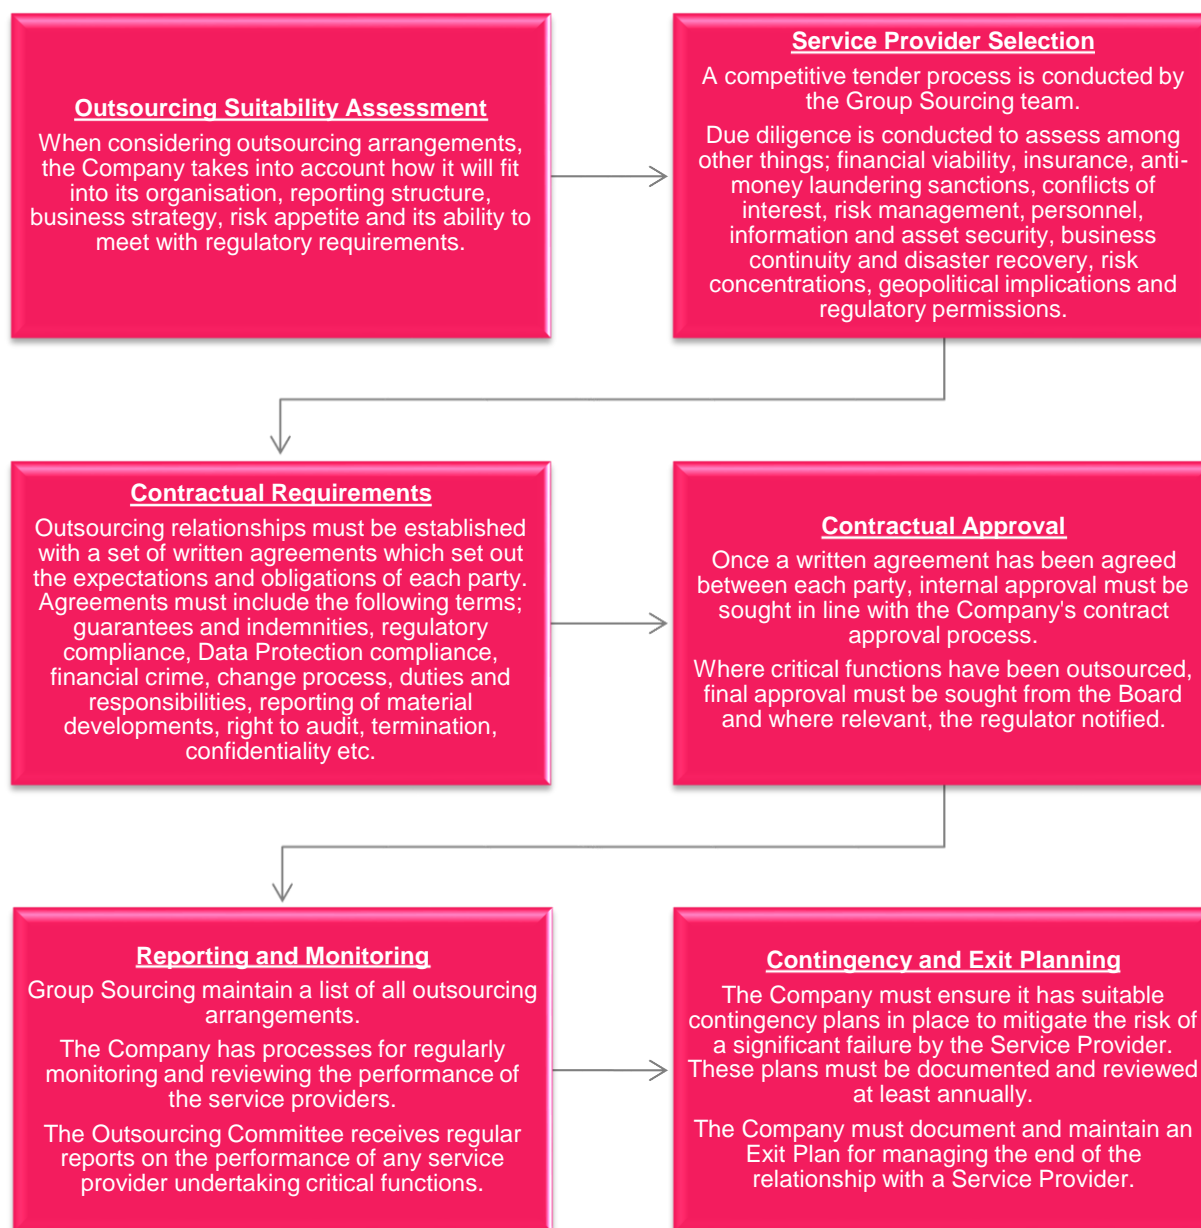 Outsourcing Suitability Assessment
When considering outsourcing arrangements,
the Company takes into account how it will fit
into its organisation, reporting structure,
business strategy, risk appetite and its ability to
meet with regulatory requirements.
Service Provider Selection
A competitive tender process is conducted by
the Group Sourcing team.
Due diligence is conducted to assess among
other things; financial viability, insurance, anti-
money laundering sanctions, conflicts of
interest, risk management, personnel,
information and asset security, business
continuity and disaster recovery, risk
concentrations, geopolitical implications and
regulatory permissions.
Contractual Requirements
Outsourcing relationships must be established
with a set of written agreements which set out
the expectations and obligations of each party.
Agreements must include the following terms;
guarantees and indemnities, regulatory
compliance, Data Protection compliance,
financial crime, change process, duties and
responsibilities, reporting of material
developments, right to audit, termination,
confidentiality etc.
Contractual Approval
Once a written agreement has been agreed
between each party, internal approval must be
sought in line with the Company's contract
approval process.
Where critical functions have been outsourced,
final approval must be sought from the Board
and where relevant, the regulator notified.
Reporting and Monitoring
Group Sourcing maintain a list of all outsourcing
arrangements.
The Company has processes for regularly
monitoring and reviewing the performance of
the service providers.
The Outsourcing Committee receives regular
reports on the performance of any service
provider undertaking critical functions.
Contingency and Exit Planning
The Company must ensure it has suitable
contingency plans in place to mitigate the risk of
a significant failure by the Service Provider.
These plans must be documented and reviewed
at least annually.
The Company must document and maintain an
Exit Plan for managing the end of the
relationship with a Service Provider.